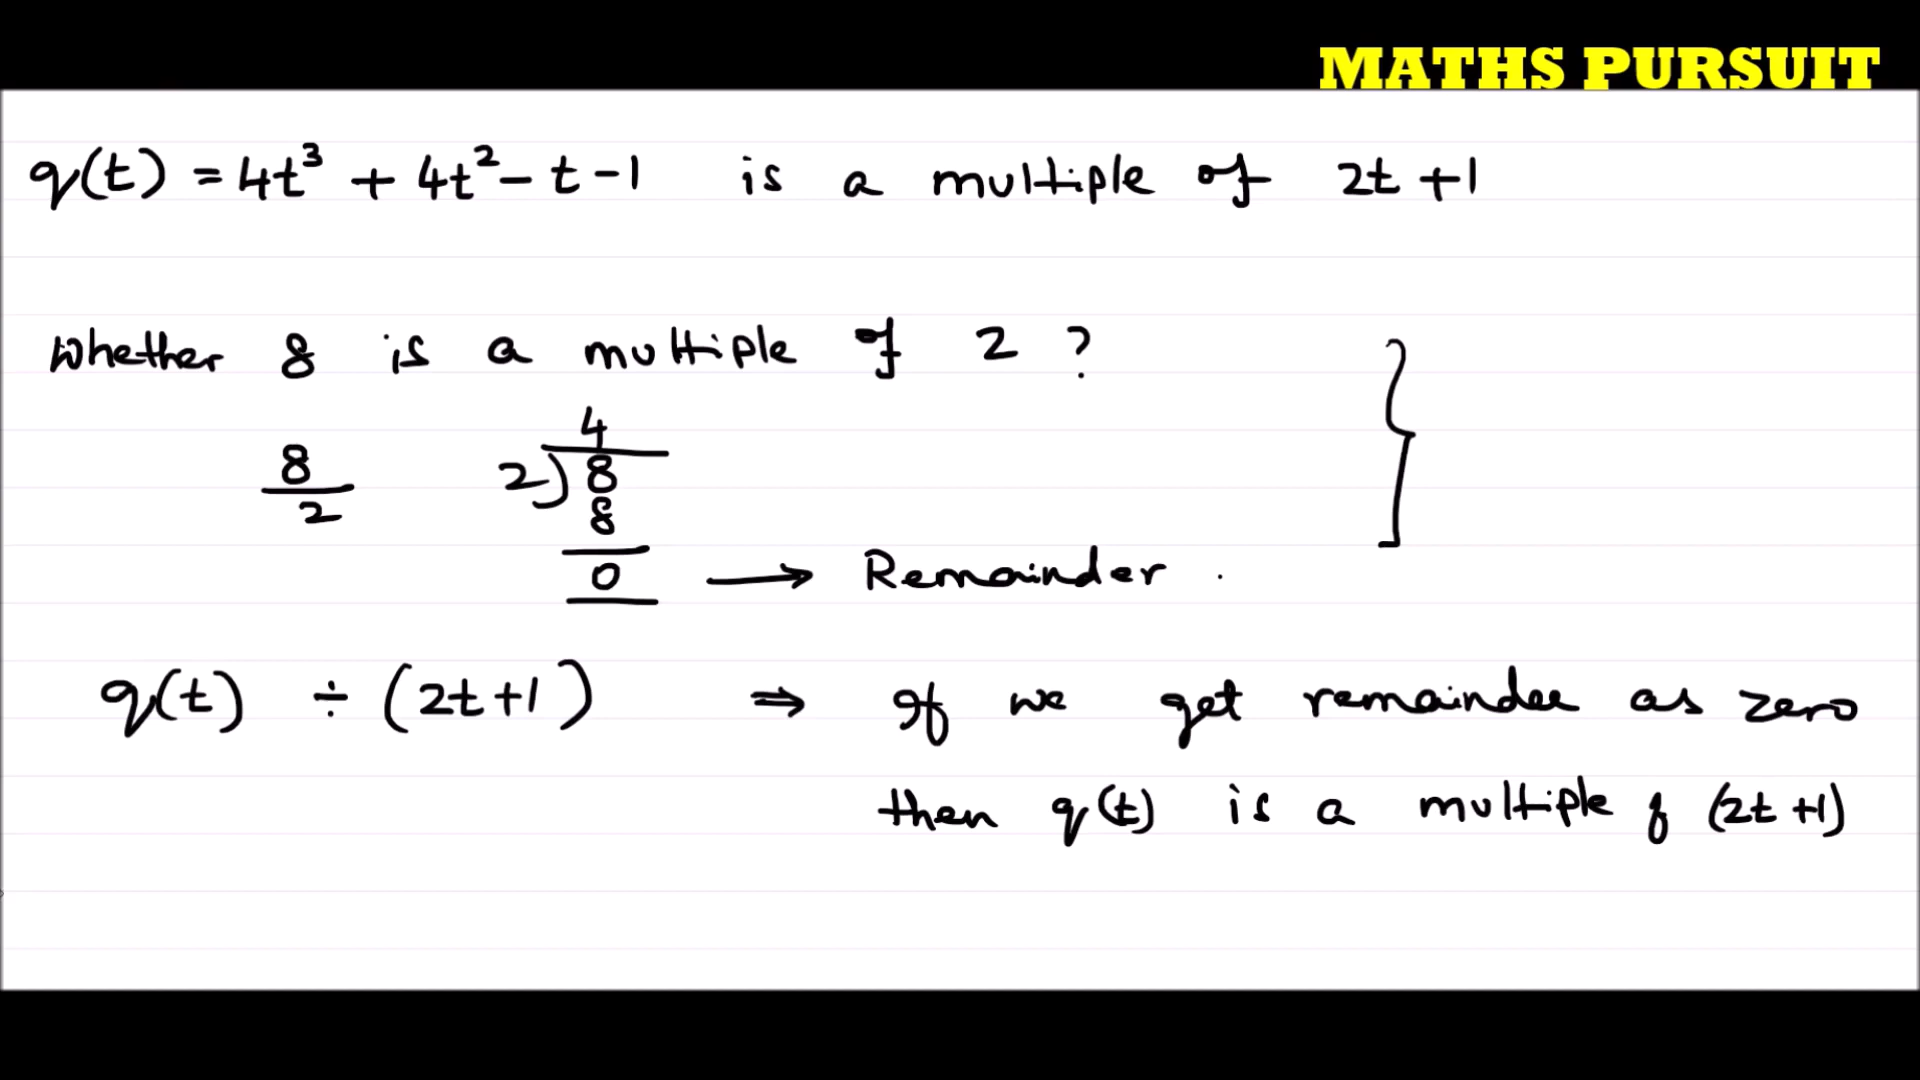 MATHS PURSUIT
q(t) = 4t³ + 4t² - t - 1 is a multiple of 2t + 1
Whether 8 is a multiple of 2 ?
4
8/2 2)8
8
0 → Remainder .
q(t) ÷ (2t+1) ⇒ If we get remainder as zero
then q(t) is a multiple of (2t +1)